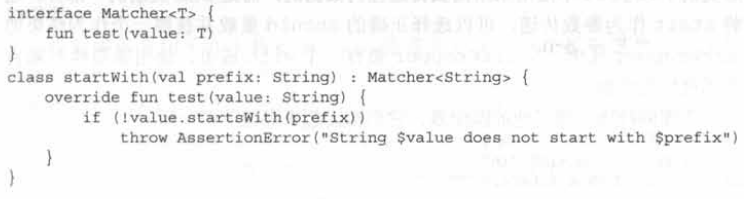 interface Matcher<T> {
    fun test(value: T)
}
class startWith(val prefix: String) : Matcher<String> {
    override fun test(value: String) {
        if (!value.startsWith(prefix))
            throw AssertionError("String $value does not start with $prefix")
    }
}